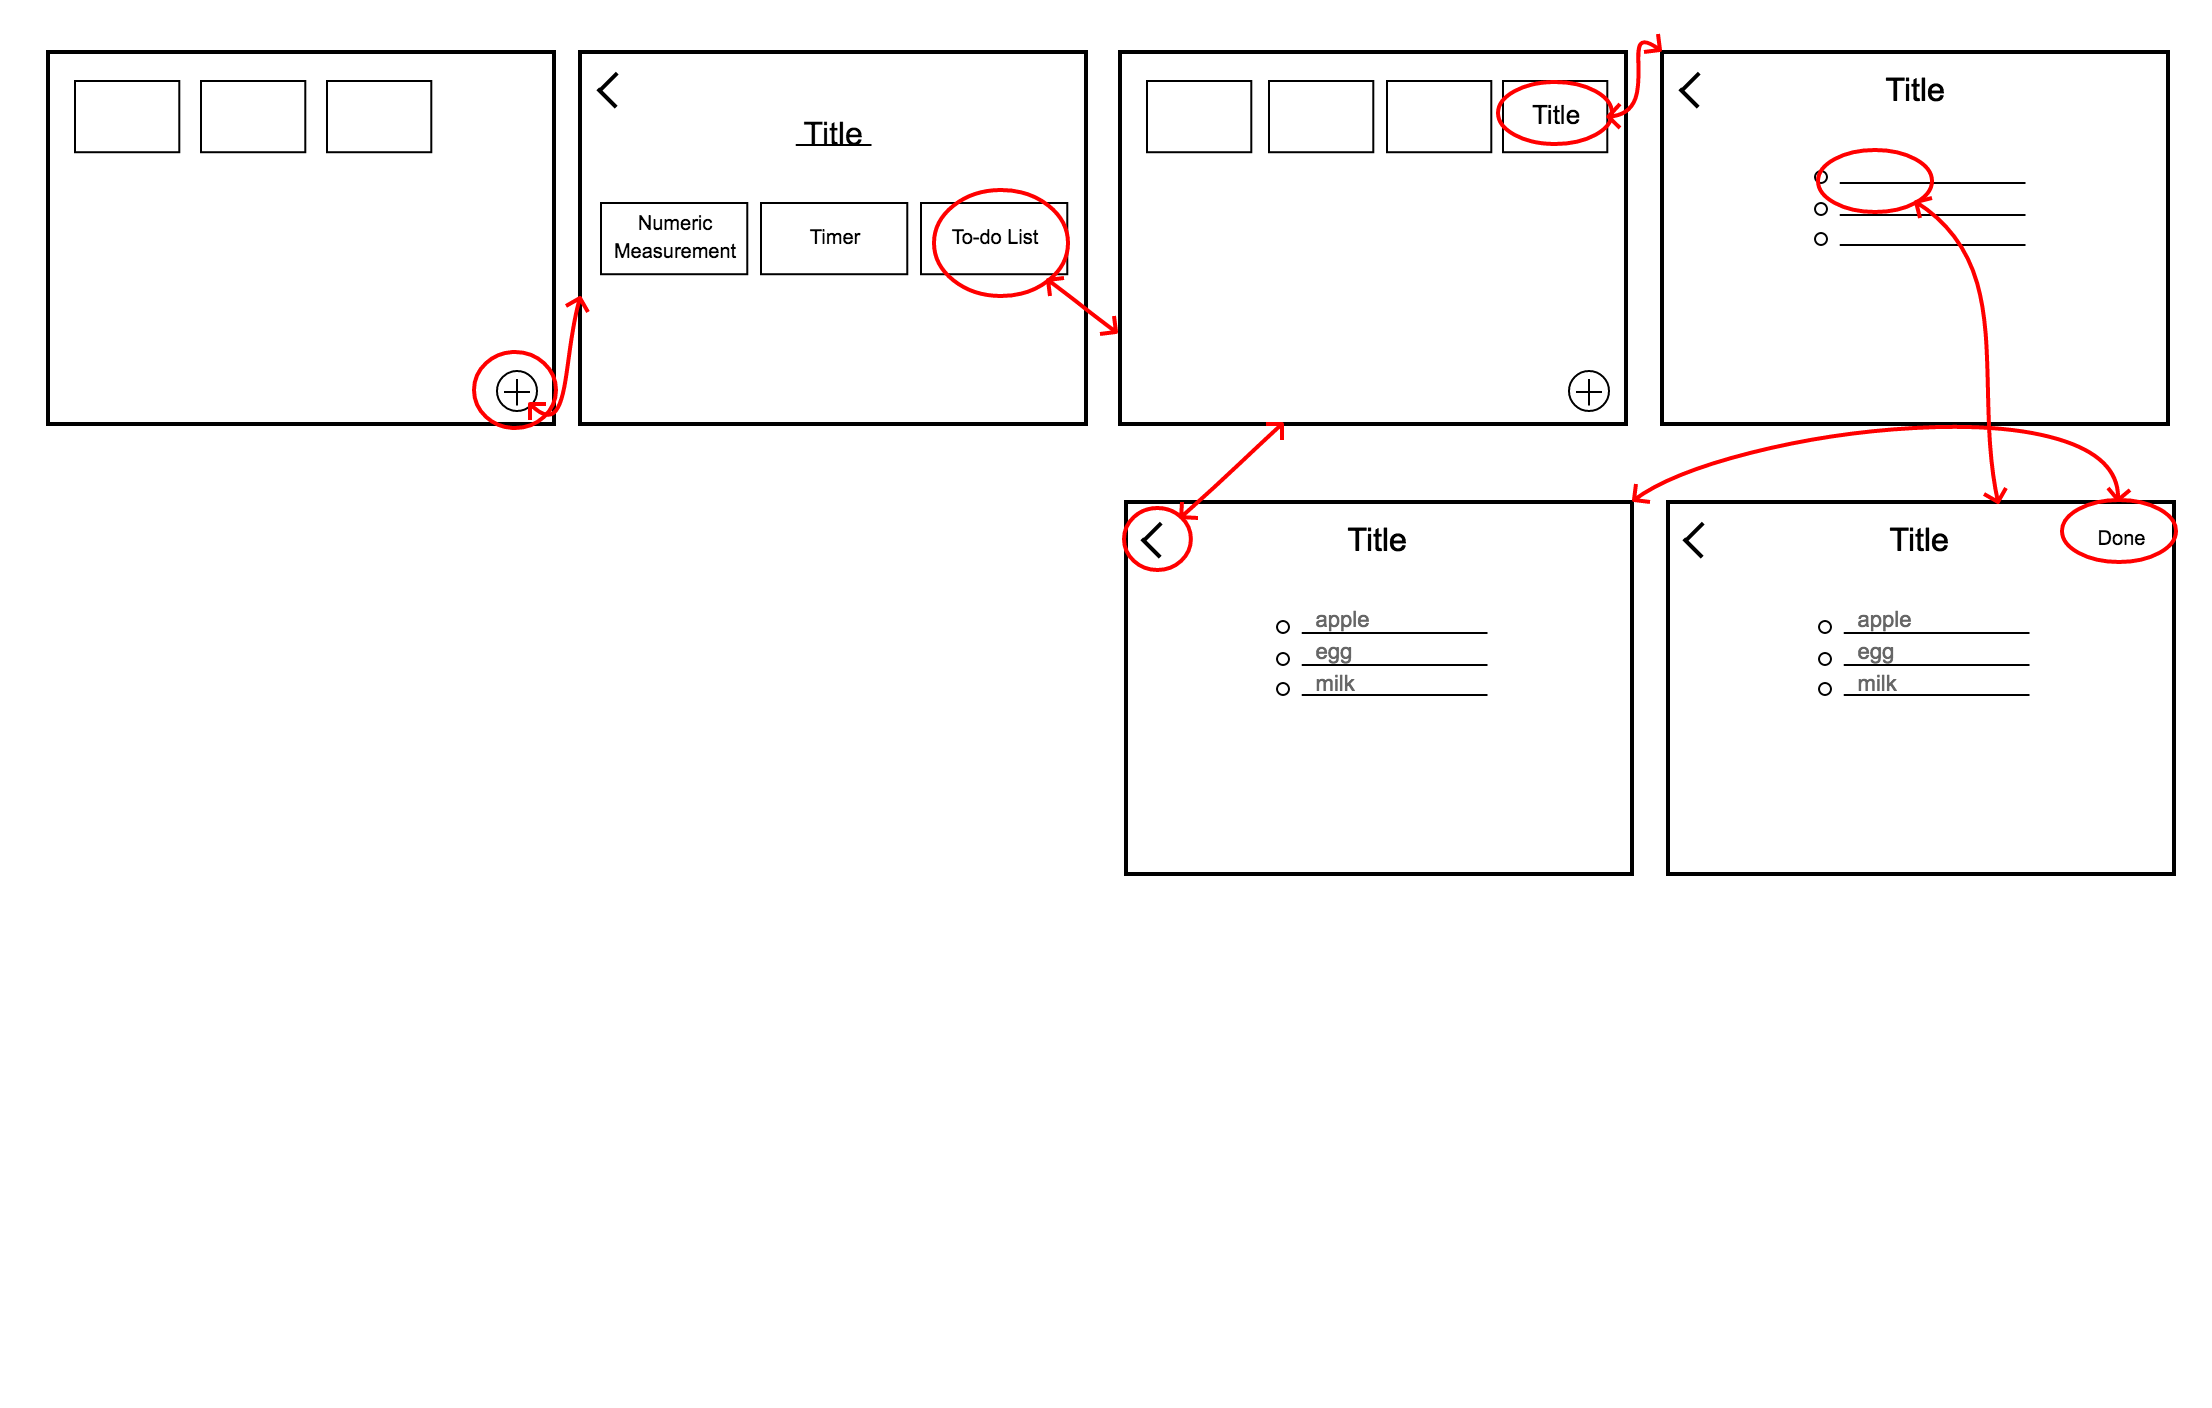 Title
Numeric
Measurement
Timer
To-do List
Title
Title
Title
apple
egg
milk
Title
Done
apple
egg
milk